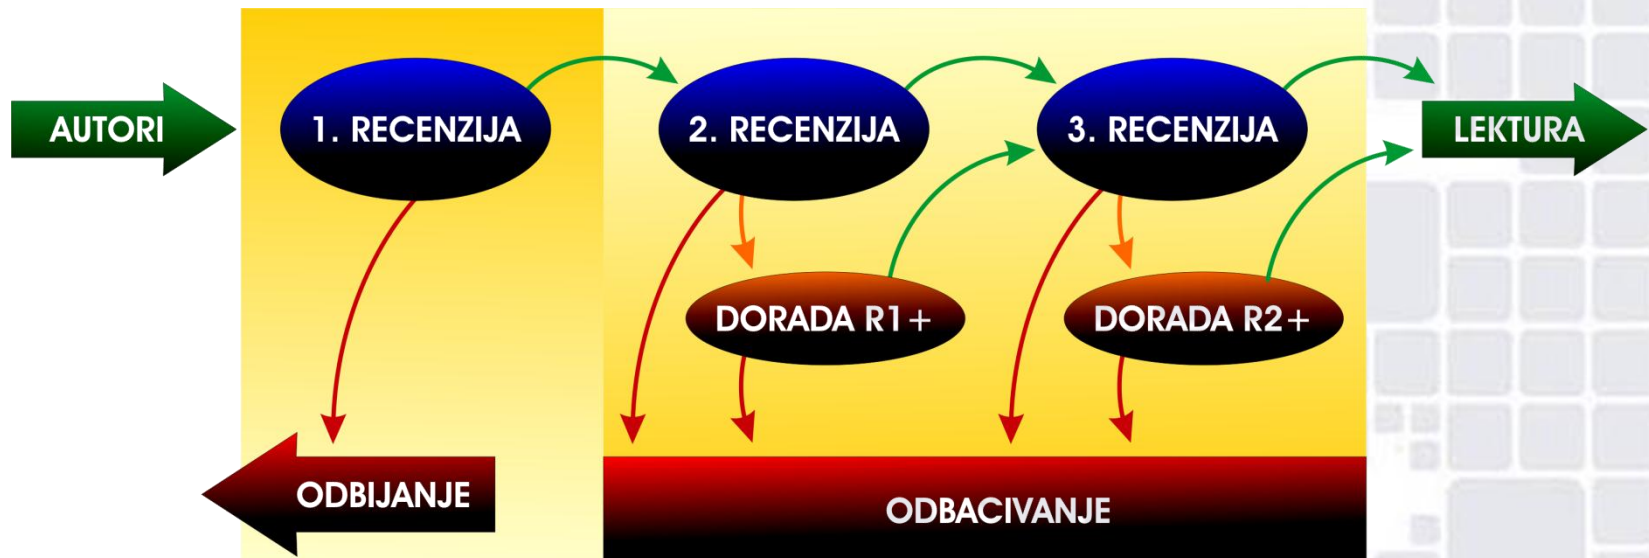 AUTORI
1. RECENZIJA
2. RECENZIJA
3. RECENZIJA
LEKTURA
DORADA R1+
DORADA R2+
ODBIJANJE
ODBACIVANJE